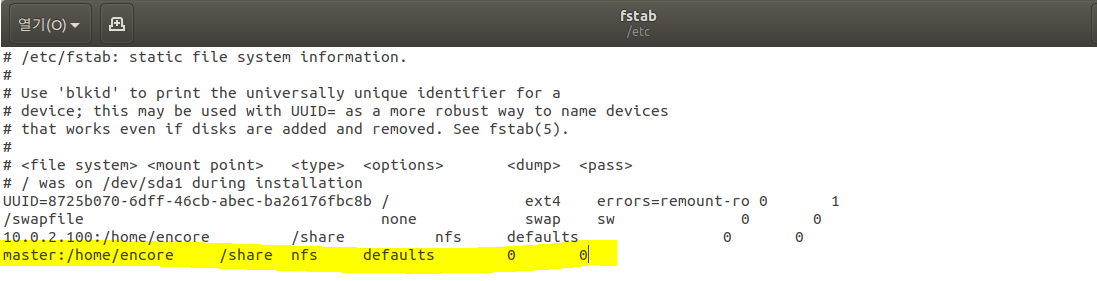 열기(O)
fstab
/etc
# /etc/fstab: static file system information.
#
# Use 'blkid' to print the universally unique identifier for a
# device; this may be used with UUID= as a more robust way to name devices
# that works even if disks are added and removed. See fstab(5).
#
# <file system> <mount point>   <type>  <options>       <dump>  <pass>
# / was on /dev/sda1 during installation
UUID=8725b070-6dff-46cb-abec-ba26176fbc8b /               ext4    errors=remount-ro 0       1
/swapfile                                 none            swap    sw              0       0
10.0.2.100:/home/encore         /share          nfs     defaults                0       0
master:/home/encore     /share  nfs     defaults        0       0